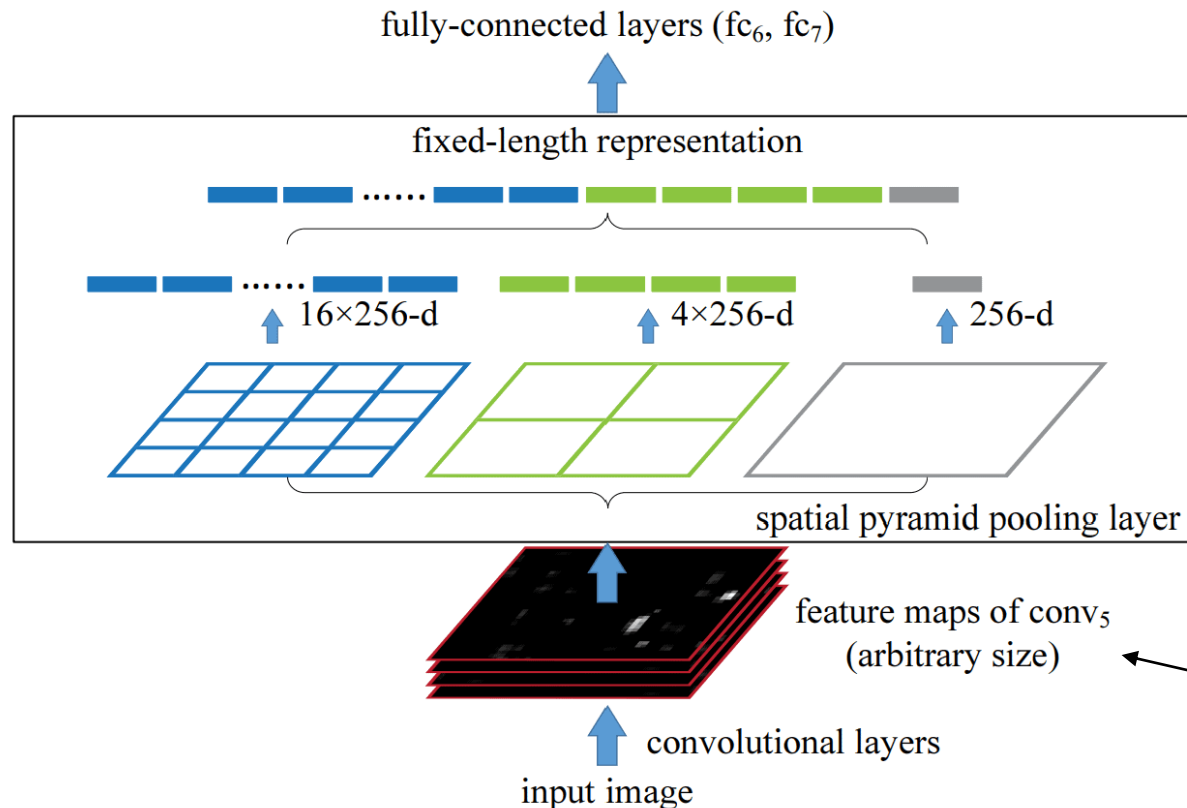 fully-connected layers (fc₆, fc₇)
fixed-length representation
......
......
16×256-d
4×256-d
256-d
spatial pyramid pooling layer
feature maps of conv₅
(arbitrary size)
convolutional layers
input image